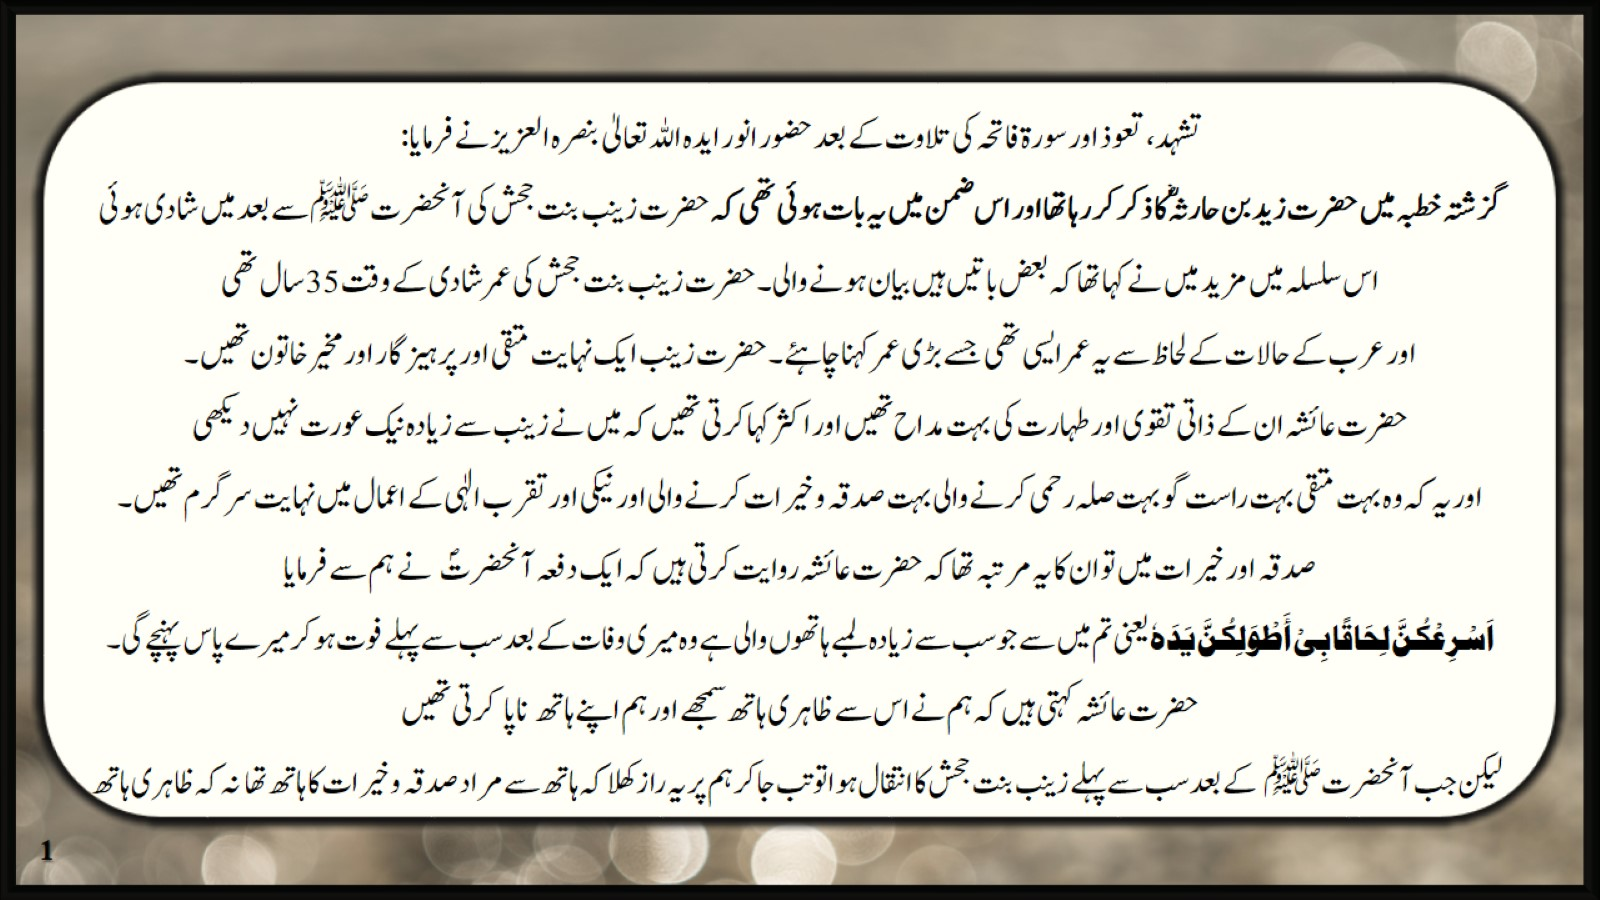 تشہد، تعوذ اور سورۃ فاتحہ کی تلاوت کے بعد حضور انور ایدہ اللہ تعالیٰ بنصرہ العزیز نے فرمایا:
گزشتہ خطبہ میں حضرت زید بن حارثہؓ کا ذکر کر رہا تھا اور اس ضمن میں یہ بات ہوئی تھی کہ حضرت زینب بنت جحش کی آنحضرت ﷺ سے بعد میں شادی ہوئی
اس سلسلہ میں مزید میں نے کہا تھا کہ بعض باتیں ہیں بیان ہونے والی۔ حضرت زینب بنت جحش کی عمر شادی کے وقت 35 سال تھی
اور عرب کے حالات کے لحاظ سے یہ عمر ایسی تھی جسے بڑی عمر کہنا چاہئے۔ حضرت زینب ایک نہایت متقی اور پرہیز گار اور مخیر خاتون تھیں۔
حضرت عائشہ ان کے ذاتی تقویٰ اور طہارت کی بہت مداح تھیں اور اکثر کہا کرتی تھیں کہ میں نے زینب سے زیادہ نیک عورت نہیں دیکھی
اور یہ کہ وہ بہت متقی بہت راست گو بہت صلہ رحمی کرنے والی بہت صدقہ و خیرات کرنے والی اور نیکی اور تقرب الٰہی کے اعمال میں نہایت سرگرم تھیں۔
صدقہ اور خیرات میں تو ان کا یہ مرتبہ تھا کہ حضرت عائشہ روایت کرتی ہیں کہ ایک دفعہ آنحضرتؐ نے ہم سے فرمایا
اَسْرِعْکُنَّ لِحَاقًا بِیْ أَطْوَلِکُنَّ یَدَہٗ یعنی تم میں سے جو سب سے زیادہ لمبے ہاتھوں والی ہے وہ میری وفات کے بعد سب سے پہلے فوت ہو کر میرے پاس پہنچے گی۔
حضرت عائشہ کہتی ہیں کہ ہم نے اس سے ظاہری ہاتھ سمجھے اور ہم اپنے ہاتھ ناپا کرتی تھیں
لیکن جب آنحضرت ﷺ کے بعد سب سے پہلے زینب بنت جحش کا انتقال ہوا تو تب جا کر ہم پر یہ راز کھلا کہ ہاتھ سے مراد صدقہ و خیرات کا ہاتھ تھا نہ کہ ظاہری ہاتھ
1